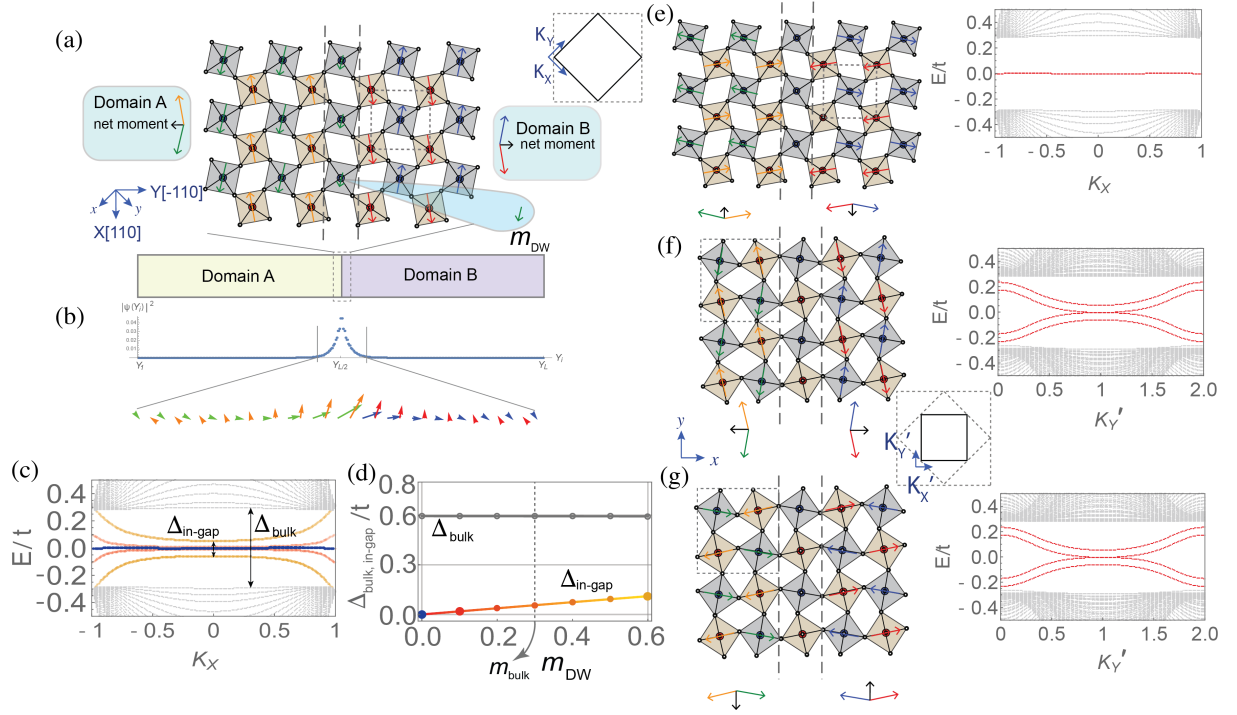 (a)
Domain A
net moment
Domain B
net moment
K_Y
K_X
Y[-110]
x
y
X[110]
m_DW
Domain A
Domain B
(b)
|ψ(Y_i)|²
0.04
0.03
0.02
0.01
Y_1
Y_L/2
Y_L
Y_i
(c)
E/t
0.4
0.2
0.0
-0.2
-0.4
Δ_in-gap
Δ_bulk
-1
-0.5
0
0.5
1
K_X
(d)
Δ_bulk, in-gap/t
0.8
0.6
0.3
0.0
Δ_bulk
Δ_in-gap
0.0
0.2
0.4
0.6
m_bulk
m_DW
(e)
E/t
0.4
0.2
0.0
-0.2
-0.4
-1
-0.5
0
0.5
1
K_X
(f)
E/t
0.4
0.2
0.0
-0.2
-0.4
0
0.5
1.0
1.5
2.0
K_Y'
y
x
K_Y'
K_X'
(g)
E/t
0.4
0.2
0.0
-0.2
-0.4
0
0.5
1.0
1.5
2.0
K_Y'